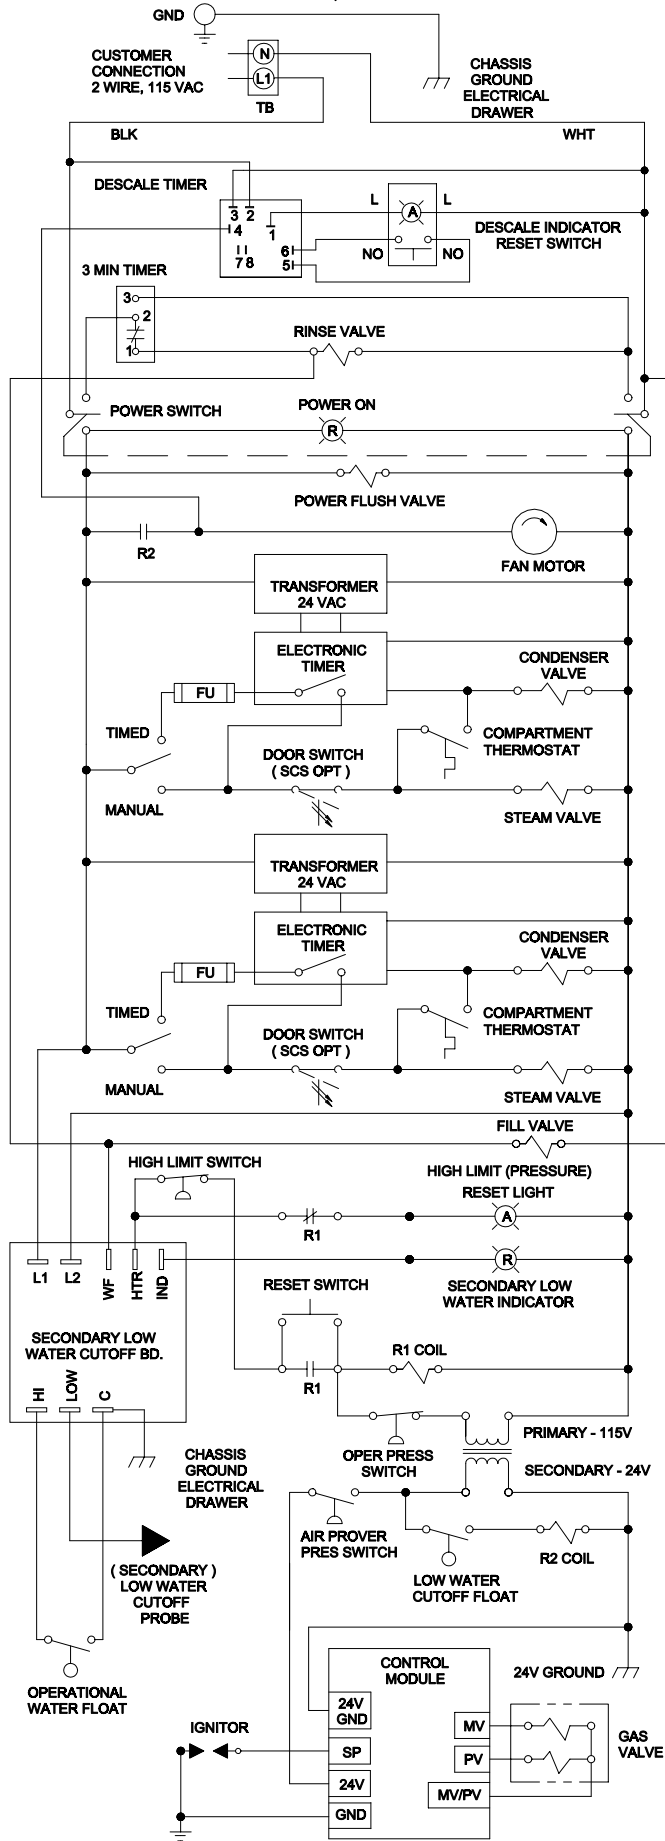 GND
CUSTOMER
CONNECTION
2 WIRE, 115 VAC
N
L1
TB
CHASSIS
GROUND
ELECTRICAL
DRAWER
BLK
WHT
DESCALE TIMER
3 2
4
1
6
5
7 8
L
A
L
NO
NO
DESCALE INDICATOR
RESET SWITCH
3 MIN TIMER
3
2
1
RINSE VALVE
POWER SWITCH
POWER ON
R
POWER FLUSH VALVE
R2
FAN MOTOR
TRANSFORMER
24 VAC
ELECTRONIC
TIMER
CONDENSER
VALVE
FU
TIMED
COMPARTMENT
THERMOSTAT
DOOR SWITCH
( SCS OPT )
MANUAL
STEAM VALVE
TRANSFORMER
24 VAC
ELECTRONIC
TIMER
CONDENSER
VALVE
FU
TIMED
COMPARTMENT
THERMOSTAT
DOOR SWITCH
( SCS OPT )
MANUAL
STEAM VALVE
FILL VALVE
HIGH LIMIT SWITCH
HIGH LIMIT (PRESSURE)
RESET LIGHT
R1
A
L1
L2
WF
HTR
IND
R
RESET SWITCH
SECONDARY LOW
WATER INDICATOR
SECONDARY LOW
WATER CUTOFF BD.
R1 COIL
R1
HI
LOW
C
OPER PRESS
SWITCH
PRIMARY - 115V
SECONDARY - 24V
CHASSIS
GROUND
ELECTRICAL
DRAWER
AIR PROVER
PRES SWITCH
R2 COIL
LOW WATER
CUTOFF FLOAT
( SECONDARY )
LOW WATER
CUTOFF
PROBE
OPERATIONAL
WATER FLOAT
CONTROL
MODULE
24V GROUND
24V
GND
IGNITOR
SP
24V
GND
MV
PV
MV/PV
GAS
VALVE